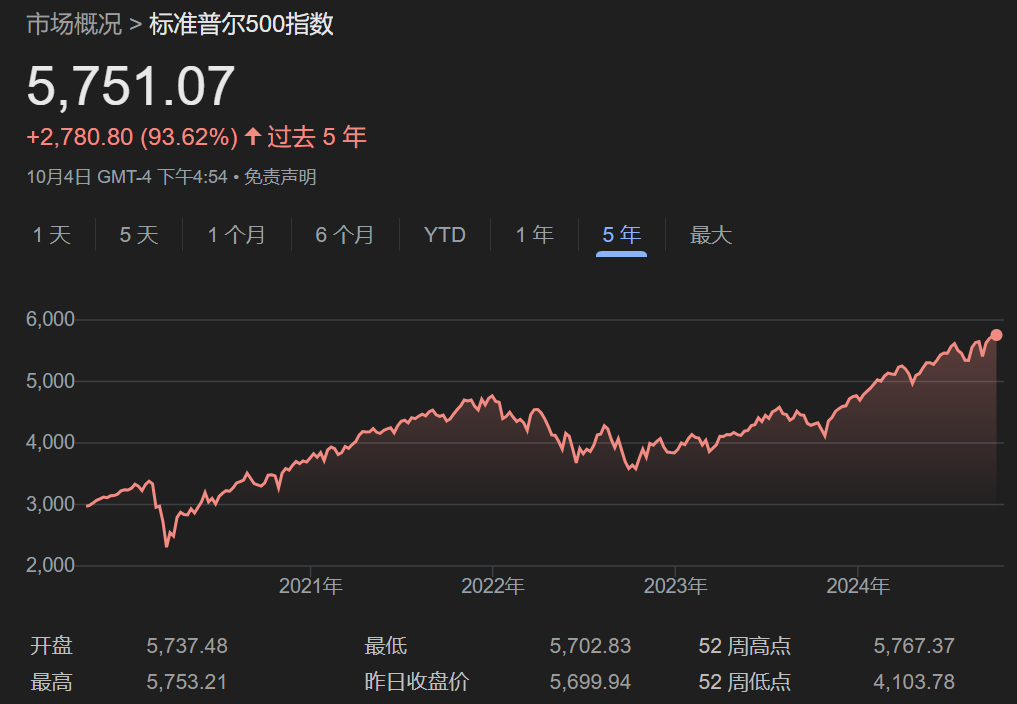 市场概况 > 标准普尔500指数
5,751.07
+2,780.80 (93.62%) ↑ 过去 5 年
10月4日 GMT-4 下午4:54 • 免责声明
1 天 5 天 1 个月 6 个月 YTD 1 年 5 年 最大
6,000
5,000
4,000
3,000
2,000
2021年 2022年 2023年 2024年
开盘 5,737.48 最低 5,702.83 52 周高点 5,767.37
最高 5,753.21 昨日收盘价 5,699.94 52 周低点 4,103.78